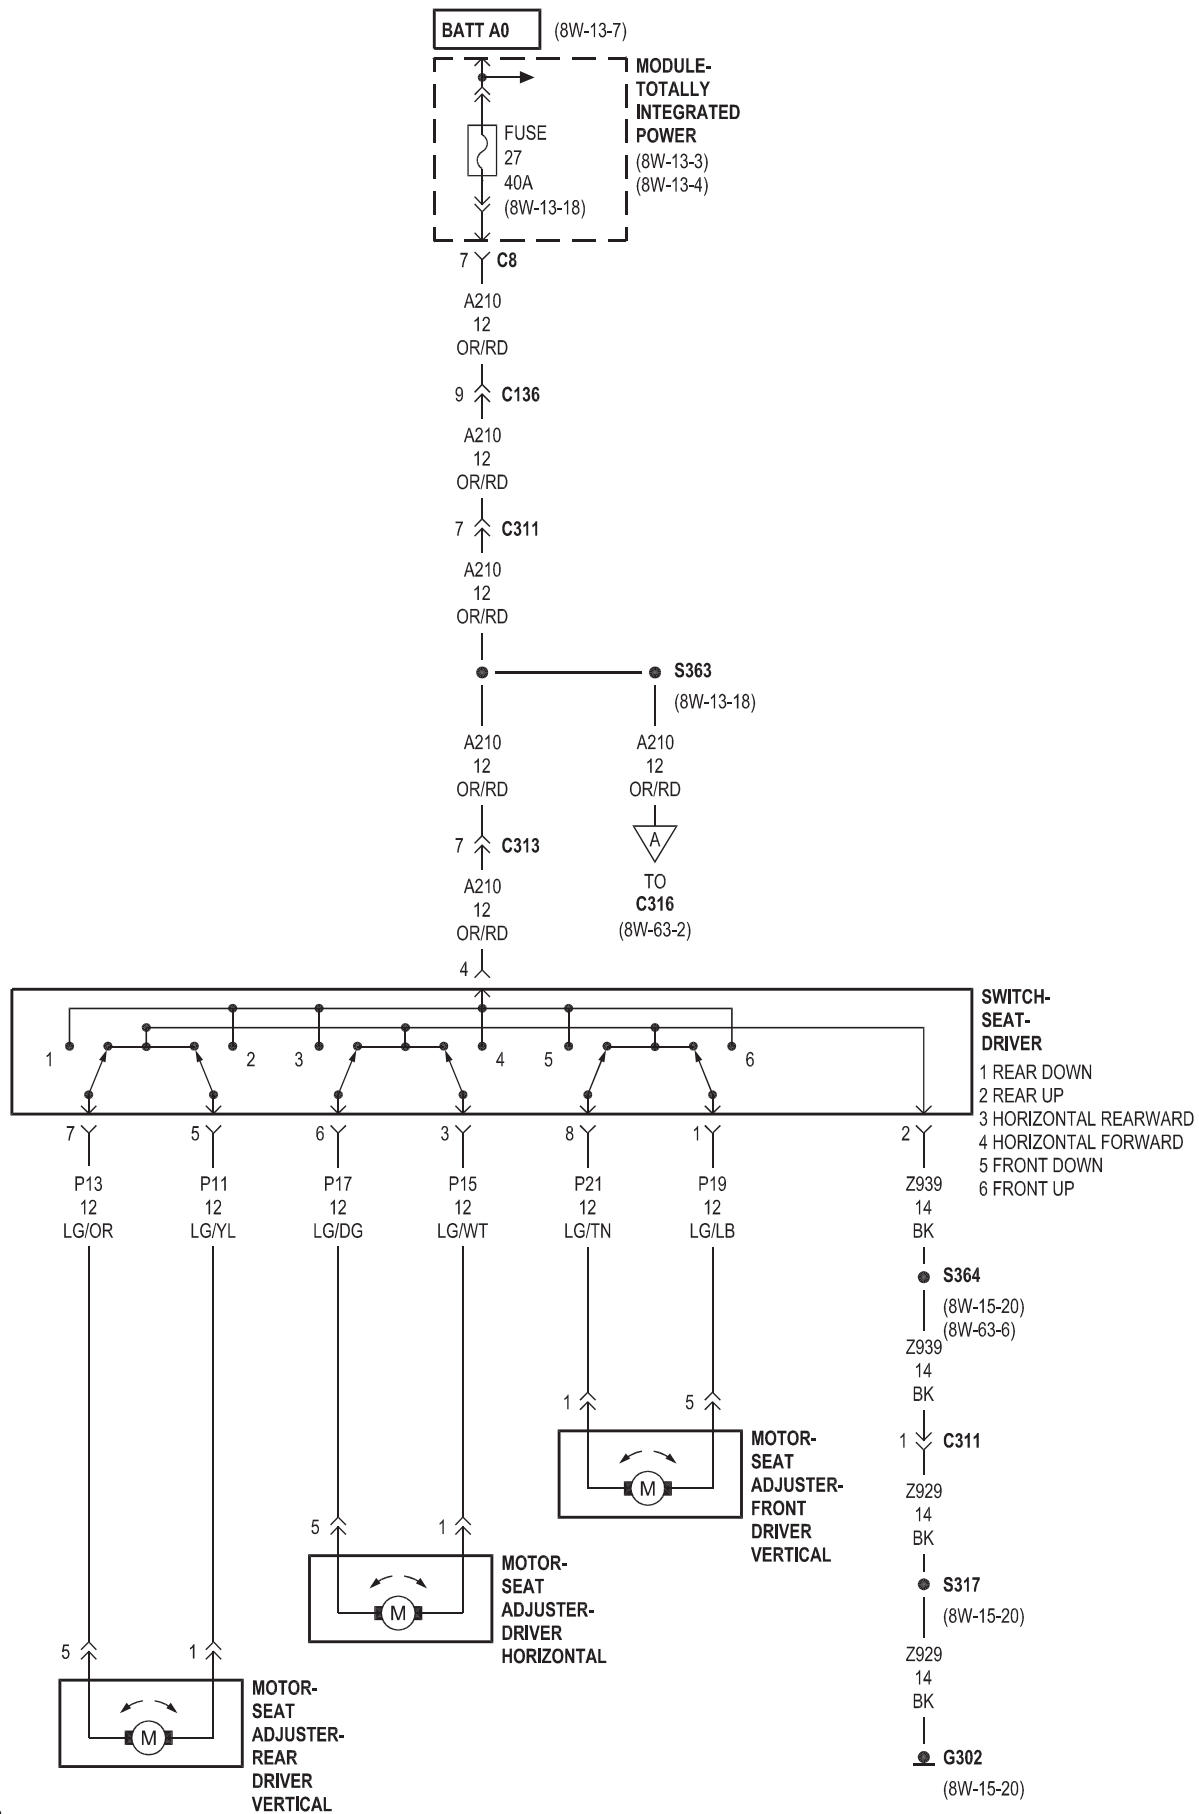 BATT A0 (8W-13-7)
MODULE-
TOTALLY
INTEGRATED
POWER
(8W-13-3)
(8W-13-4)
FUSE
27
40A
(8W-13-18)
7 C8
A210
12
OR/RD
9 C136
A210
12
OR/RD
7 C311
A210
12
OR/RD
S363
(8W-13-18)
A210
12
OR/RD
A210
12
OR/RD
7 C313
A
TO
C316
(8W-63-2)
A210
12
OR/RD
4
SWITCH-
SEAT-
DRIVER
1 REAR DOWN
2 REAR UP
3 HORIZONTAL REARWARD
4 HORIZONTAL FORWARD
5 FRONT DOWN
6 FRONT UP
1 2 3 4 5 6
7 5 6 3 8 1 2
P13 P11 P17 P15 P21 P19 Z939
12 12 12 12 12 12 14
LG/OR LG/YL LG/DG LG/WT LG/TN LG/LB BK
S364
(8W-15-20)
(8W-63-6)
Z939
14
BK
1 C311
Z929
14
BK
S317
(8W-15-20)
Z929
14
BK
G302
(8W-15-20)
1 5
M
MOTOR-
SEAT
ADJUSTER-
FRONT
DRIVER
VERTICAL
5 1
M
MOTOR-
SEAT
ADJUSTER-
DRIVER
HORIZONTAL
5 1
M
MOTOR-
SEAT
ADJUSTER-
REAR
DRIVER
VERTICAL